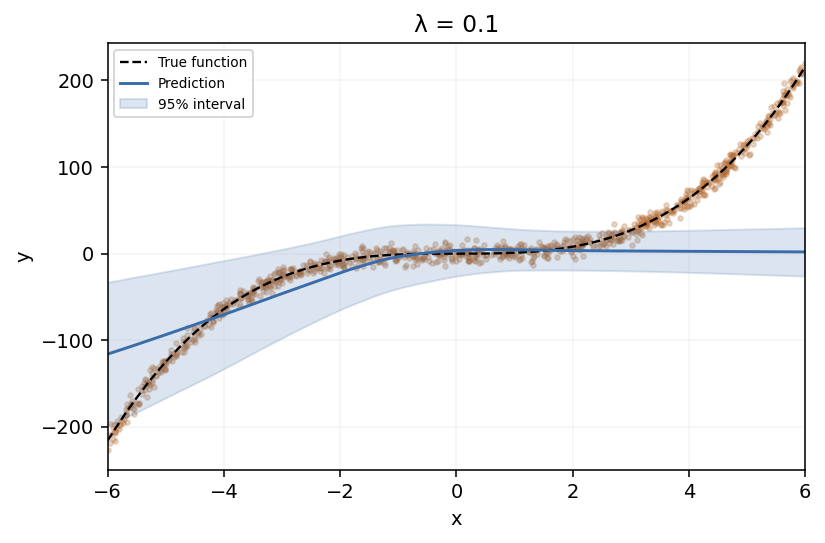 λ = 0.1
True function
Prediction
95% interval
y
200
100
0
−100
−200
−6
−4
−2
0
2
4
6
x